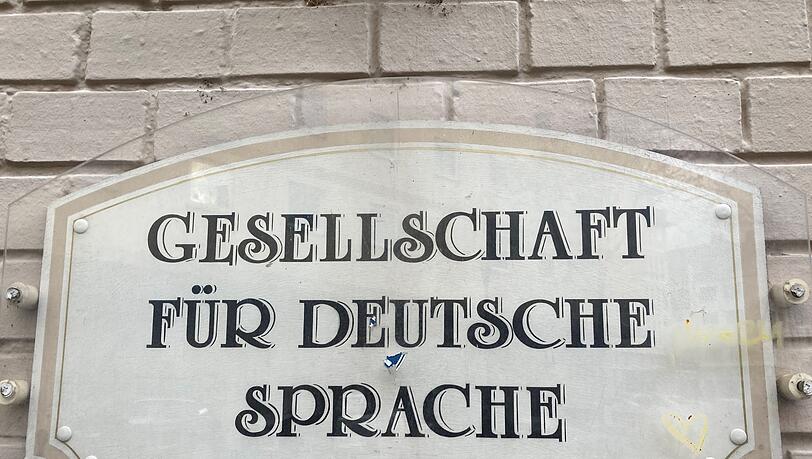 GESELLSCHAFT
FÜR DEUTSCHE
SPRACHE